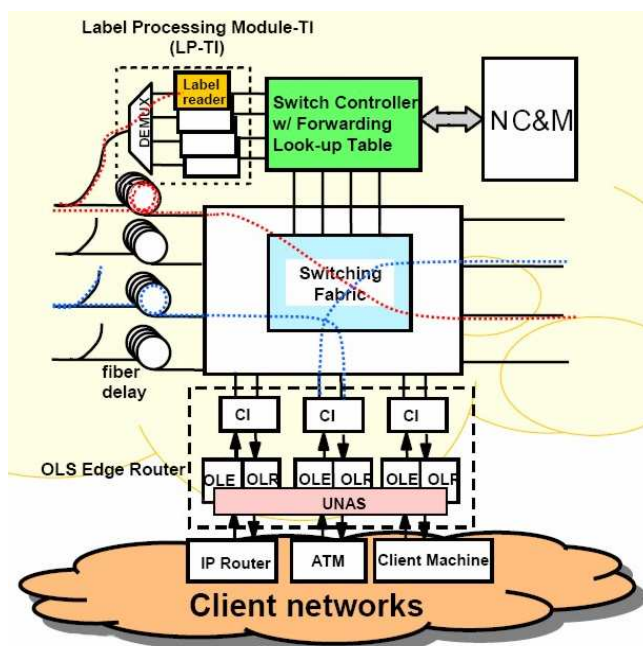 Label Processing Module-TI
(LP-TI)
DEMUX
Label
reader
Switch Controller
w/ Forwarding
Look-up Table
NC&M
Switching
Fabric
fiber
delay
CI
CI
CI
OLS Edge Router
OLE
OLR
OLE
OLR
OLE
OLR
UNAS
IP Router
ATM
Client Machine
Client networks